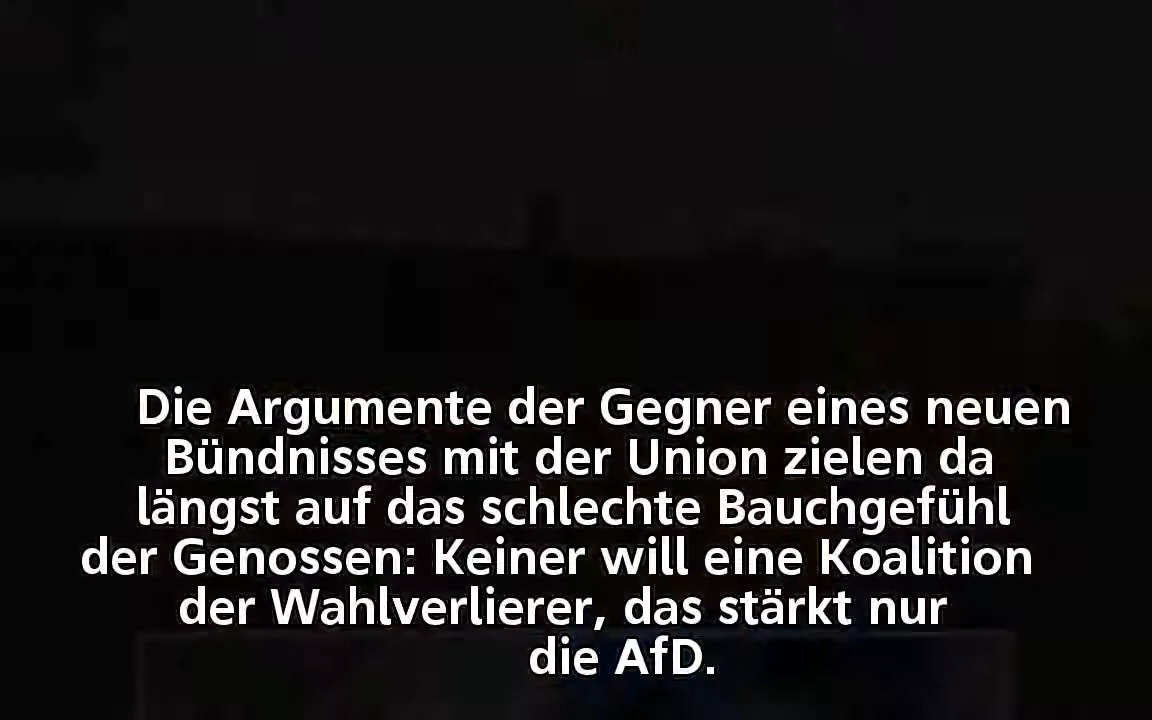 Die Argumente der Gegner eines neuen
Bündnisses mit der Union zielen da
längst auf das schlechte Bauchgefühl
der Genossen: Keiner will eine Koalition
der Wahlverlierer, das stärkt nur
die AfD.